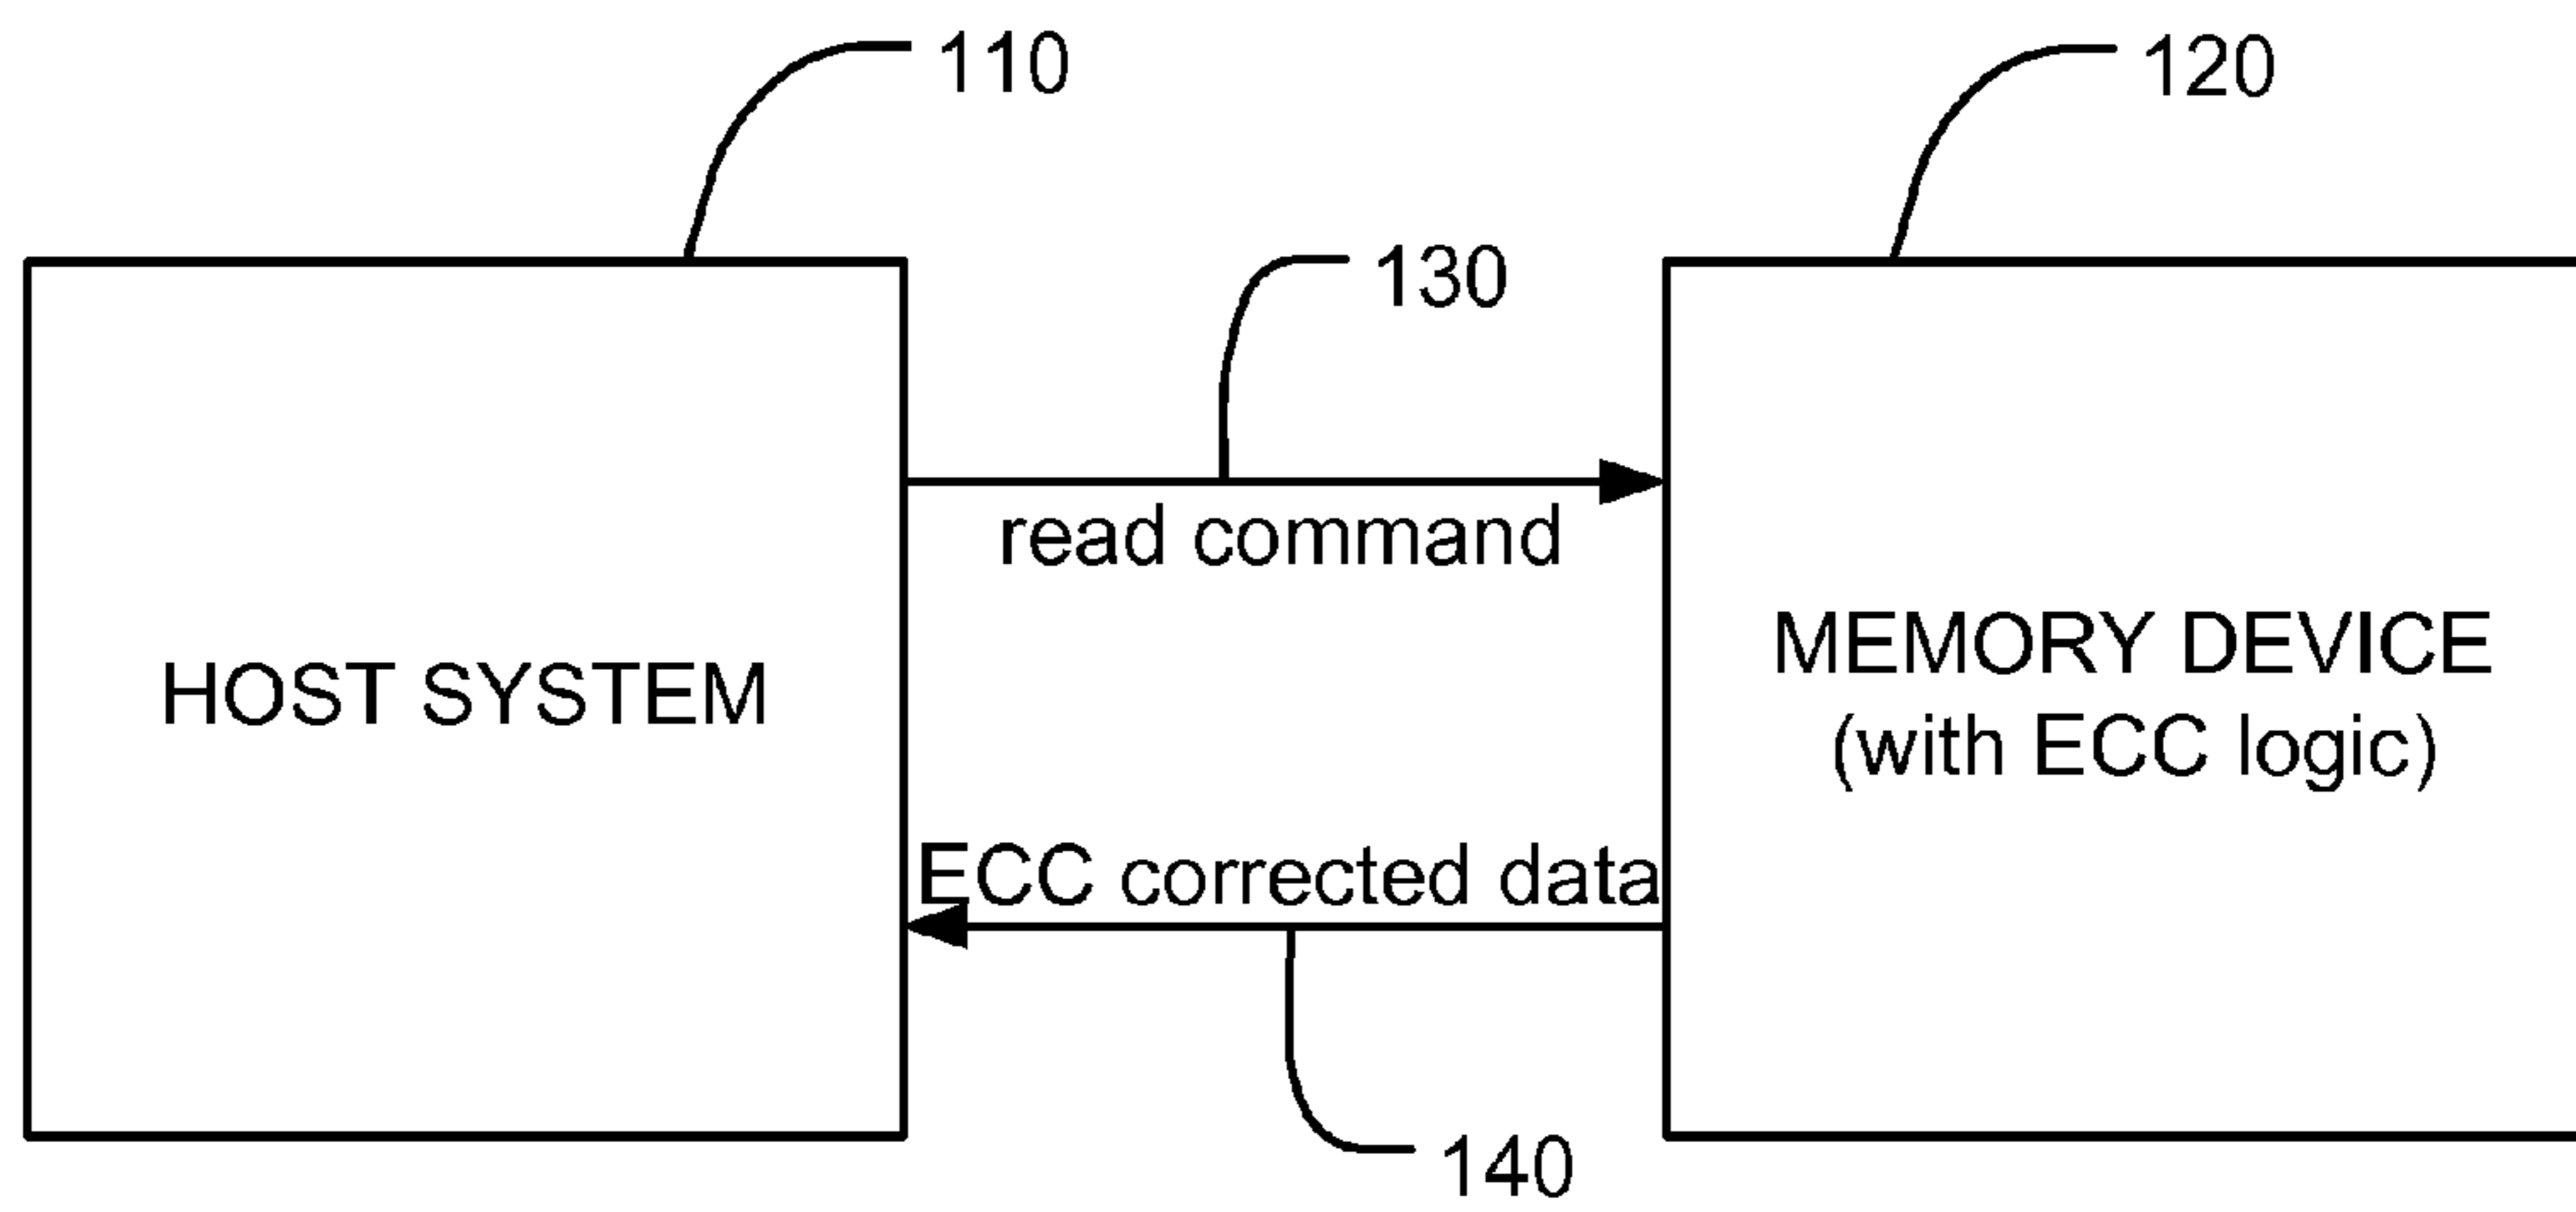 110
120
130
read command
HOST SYSTEM
MEMORY DEVICE
(with ECC logic)
ECC corrected data
140